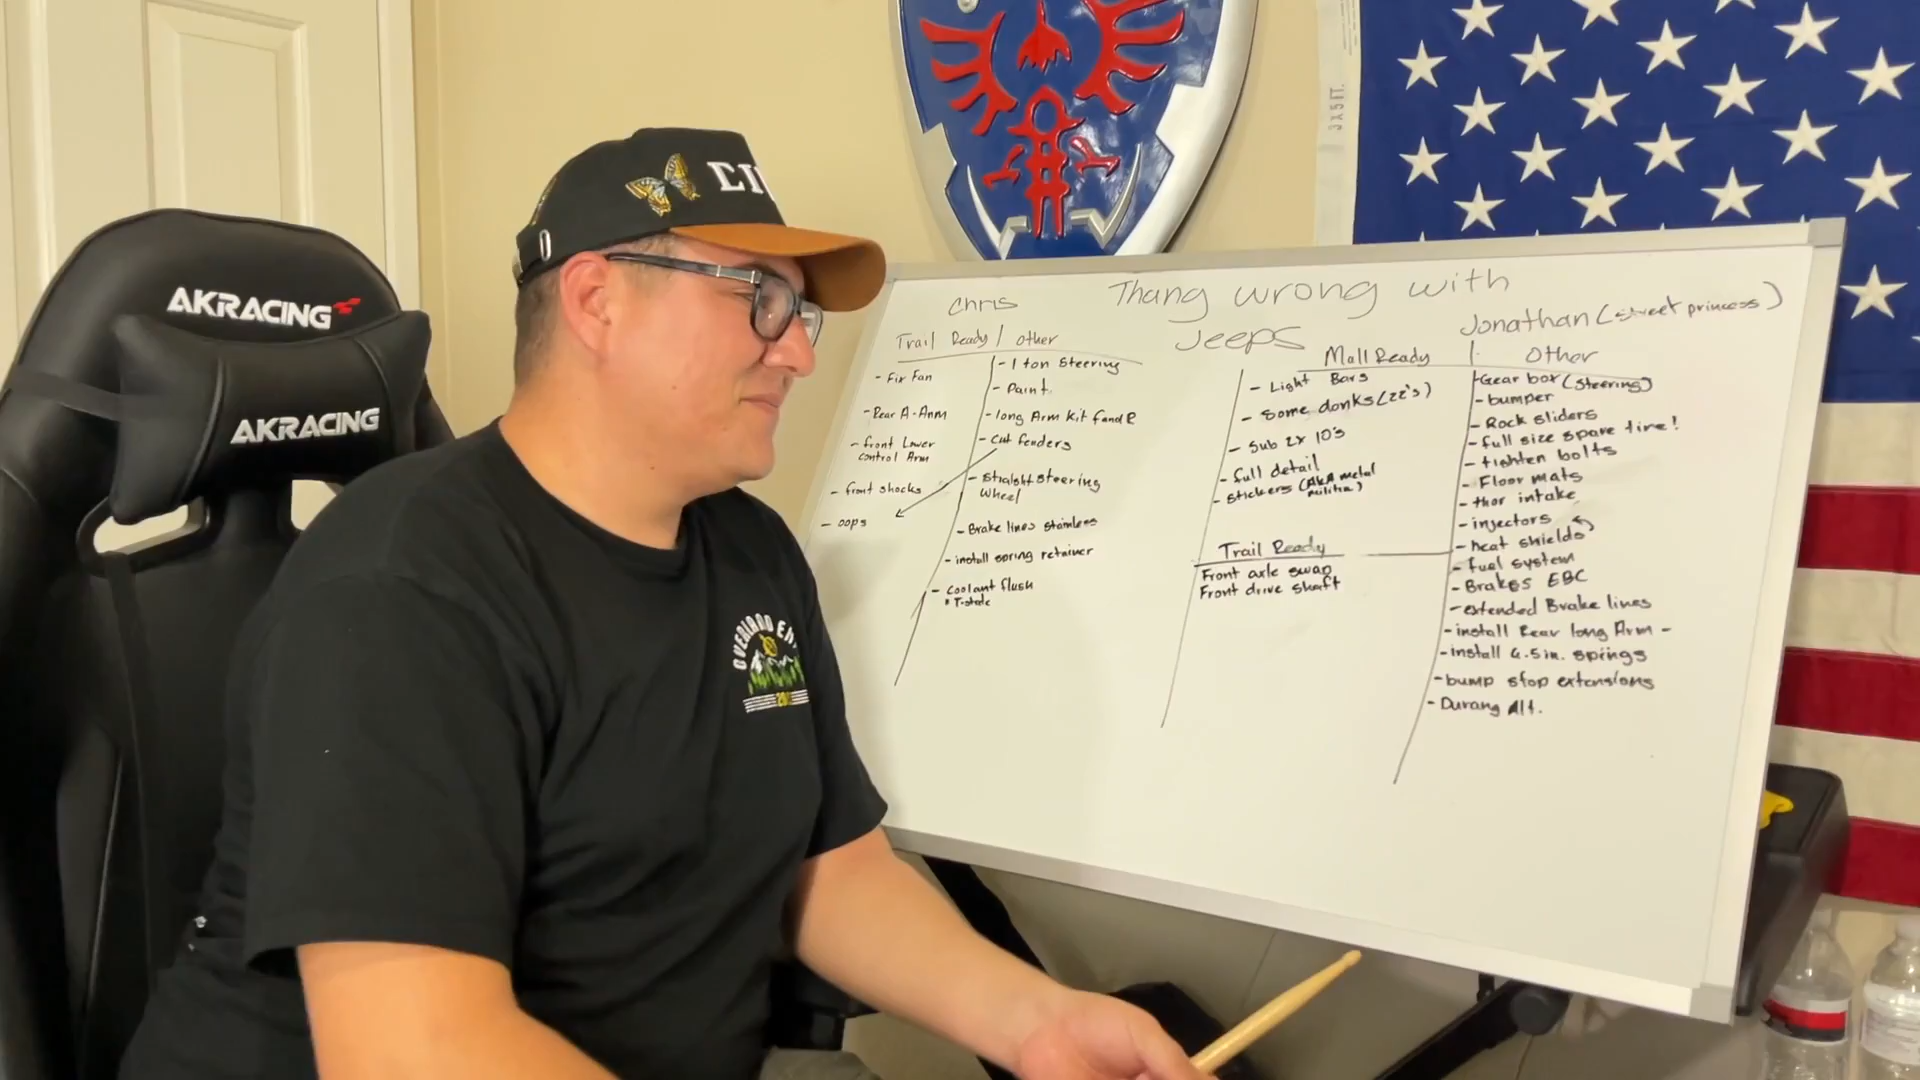 3 X 5 FT.
AKRACING
AKRACING
OVERLAND
Thang wrong with
Jeeps
Chris
Trail Ready / other
- Fix Fan
- Rear A-Arm
- front Lower
control Arm
- front shocks
- oops
- 1 ton Steering
- Paint
- long Arm kit f and R
- Cut fenders
- Straight steering
wheel
- Brake lines stainless
- install spring retainer
- Coolant flush
Jonathan (street princess)
Mall Ready | Other
- Light Bars
- some donks (22's)
- Sub 2x 10's
- full detail
- stickers (AKA metal
militia)
Trail Ready
Front axle swap
Front drive shaft
- Gear box (steering)
- bumper
- Rock sliders
- full size spare tire!
- tighten bolts
- Floor mats
- thor intake
- injectors
- heat shields
- fuel system
- Brakes EBC
- extended Brake lines
- install Rear long Arm -
- install 4.5in. springs
- bump stop extensions
- Durang Alt.